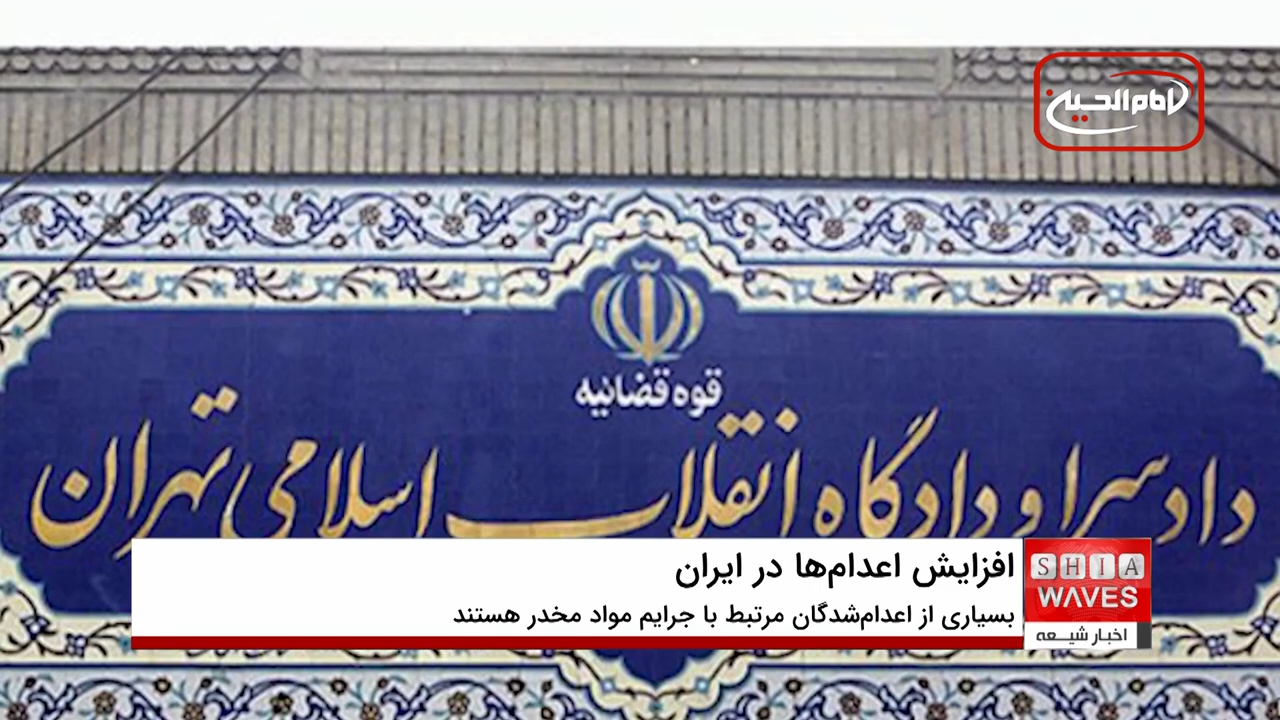 امام الحسین
قوه قضائیه
دادسرا و دادگاه انقلاب اسلامی تهران
افزایش اعدام‌ها در ایران
بسیاری از اعدام‌شدگان مرتبط با جرایم مواد مخدر هستند
SHIA
WAVES
اخبار شیـعه